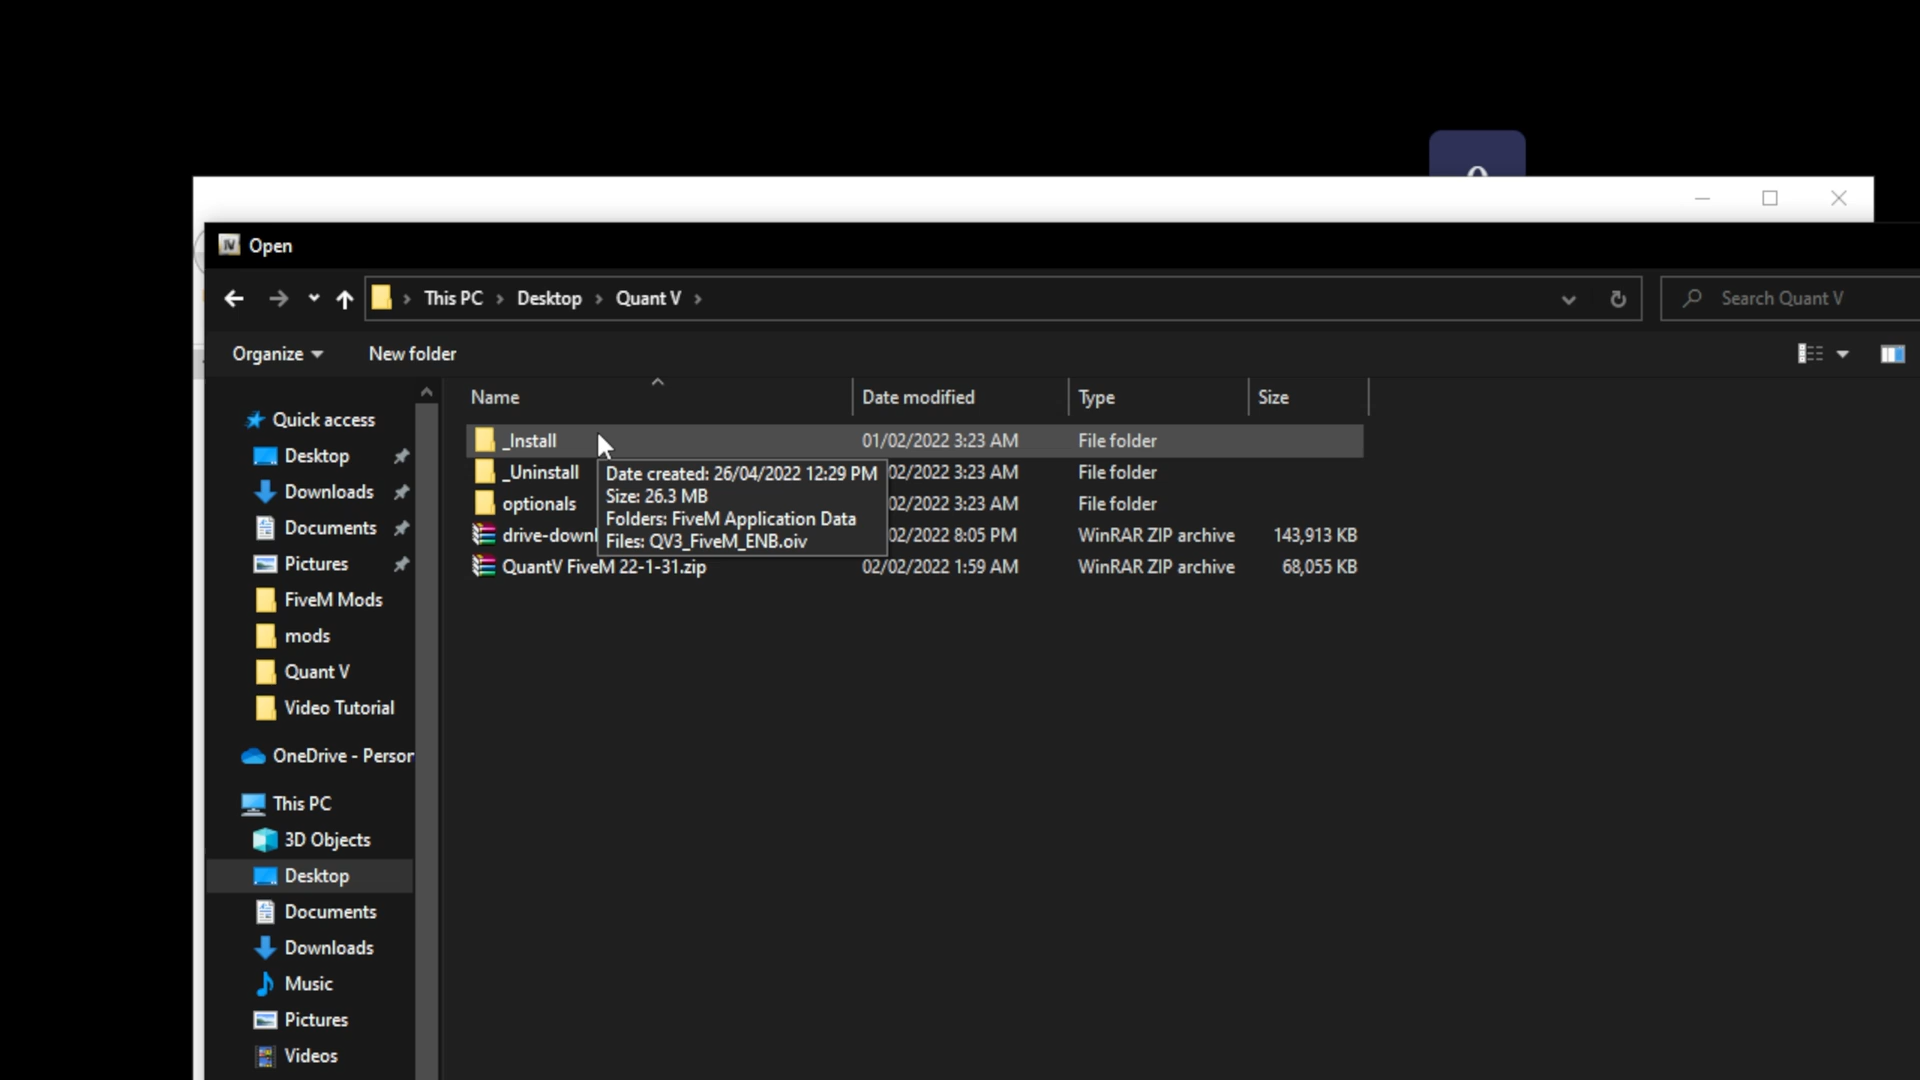 IV Open
This PC > Desktop > Quant V >
Search Quant V
Organize
New folder
Name
Date modified
Type
Size
Quick access
Desktop
Downloads
Documents
Pictures
FiveM Mods
mods
Quant V
Video Tutorial
OneDrive - Person
This PC
3D Objects
Desktop
Documents
Downloads
Music
Pictures
Videos
_Install 01/02/2022 3:23 AM File folder
_Uninstall 02/2022 3:23 AM File folder
optionals 02/2022 3:23 AM File folder
drive-downl 02/2022 8:05 PM WinRAR ZIP archive 143,913 KB
QuantV FiveM 22-1-31.zip 02/02/2022 1:59 AM WinRAR ZIP archive 68,055 KB
Date created: 26/04/2022 12:29 PM
Size: 26.3 MB
Folders: FiveM Application Data
Files: QV3_FiveM_ENB.oiv